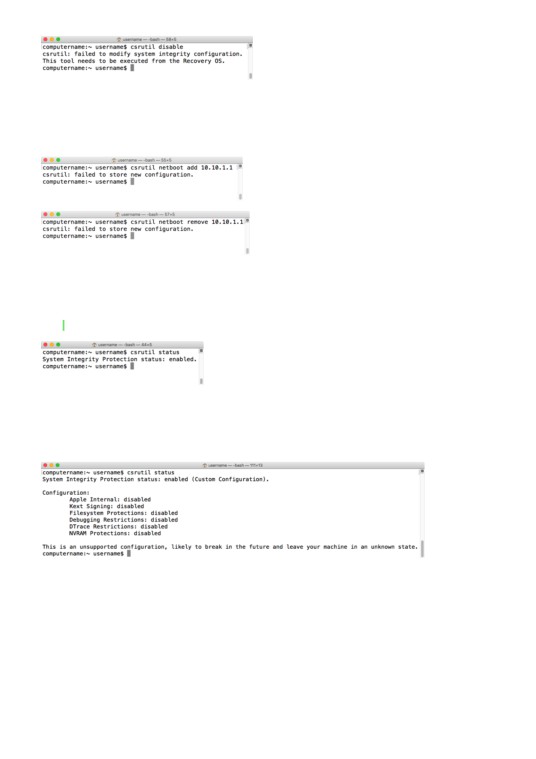 username — -bash — 59×5
computername:~ username$ csrutil disable
csrutil: failed to modify system integrity configuration.
This tool needs to be executed from the Recovery OS.
computername:~ username$
username — -bash — 55×5
computername:~ username$ csrutil netboot add 10.10.1.1
csrutil: failed to store new configuration.
computername:~ username$
username — -bash — 57×5
computername:~ username$ csrutil netboot remove 10.10.1.1
csrutil: failed to store new configuration.
computername:~ username$
username — -bash — 44×5
computername:~ username$ csrutil status
System Integrity Protection status: enabled.
computername:~ username$
username — -bash —
computername:~ username$ csrutil status
System Integrity Protection status: enabled (Custom Configuration).
Configuration:
Apple Internal: disabled
Kext Signing: disabled
Filesystem Protections: disabled
Debugging Restrictions: disabled
DTrace Restrictions: disabled
NVRAM Protections: disabled
This is an unsupported configuration, likely to break in the future and leave your machine in an unknown state.
computername:~ username$